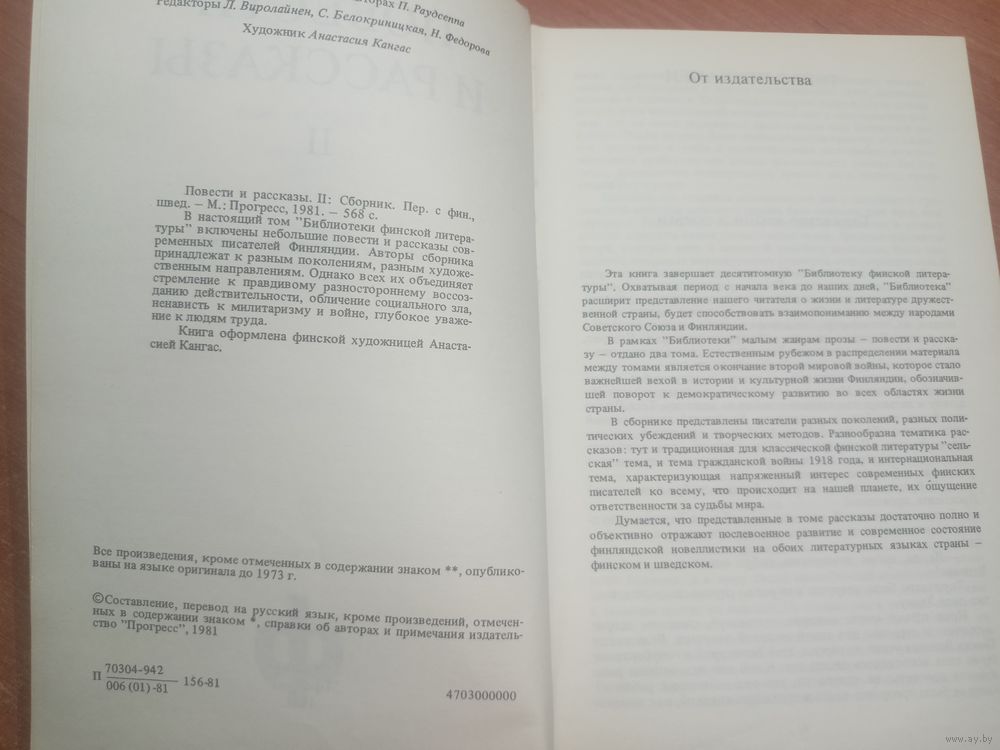 торах П. Раудсеппа
Редакторы Л. Виролайнен, С. Белокриницкая, Н. Федорова
Художник Анастасия Кангас
И РАССКАЗЫ
II
Повести и рассказы. II: Сборник. Пер. с фин.,
швед. – М.: Прогресс, 1981. – 568 с.
В настоящий том "Библиотеки финской литера-
туры" включены небольшие повести и рассказы сов-
ременных писателей Финляндии. Авторы сборника
принадлежат к разным поколениям, разным художе-
ственным направлениям. Однако всех их объединяет
стремление к правдивому разностороннему воссоз-
данию действительности, обличение социального зла,
ненависть к милитаризму и войне, глубокое уваже-
ние к людям труда.
Книга оформлена финской художницей Анаста-
сией Кангас.
Все произведения, кроме отмеченных в содержании знаком **, опублико-
ваны на языке оригинала до 1973 г.
©Составление, перевод на русский язык, кроме произведений, отмечен-
ных в содержании знаком *, справки об авторах и примечания издатель-
ство "Прогресс", 1981
П 70304-942
006 (01) -81 156-81
4703000000
От издательства
Эта книга завершает десятитомную "Библиотеку финской литера-
туры". Охватывая период с начала века до наших дней, "Библиотека"
расширит представление нашего читателя о жизни и литературе дружест-
венной страны, будет способствовать взаимопониманию между народами
Советского Союза и Финляндии.
В рамках "Библиотеки" малым жанрам прозы – повести и расска-
зу – отдано два тома. Естественным рубежом в распределении материала
между томами является окончание второй мировой войны, которое стало
важнейшей вехой в истории и культурной жизни Финляндии, обозначив-
шей поворот к демократическому развитию во всех областях жизни
страны.
В сборнике представлены писатели разных поколений, разных поли-
тических убеждений и творческих методов. Разнообразна тематика рас-
сказов: тут и традиционная для классической финской литературы "сель-
ская" тема, и тема гражданской войны 1918 года, и интернациональная
тема, характеризующая напряженный интерес современных финских
писателей ко всему, что происходит на нашей планете, их общущение
ответственности за судьбы мира.
Думается, что представленные в томе рассказы достаточно полно и
объективно отражают послевоенное развитие и современное состояние
финляндской новеллистики на обоих литературных языках страны –
финском и шведском.
www.ay.by